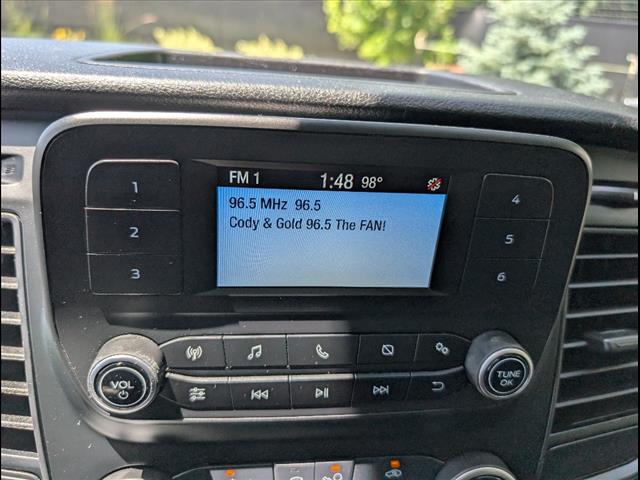 FM 1 1:48 98°
96.5 MHz 96.5
Cody & Gold 96.5 The FAN!
1
2
3
4
5
6
VOL
TUNE
OK